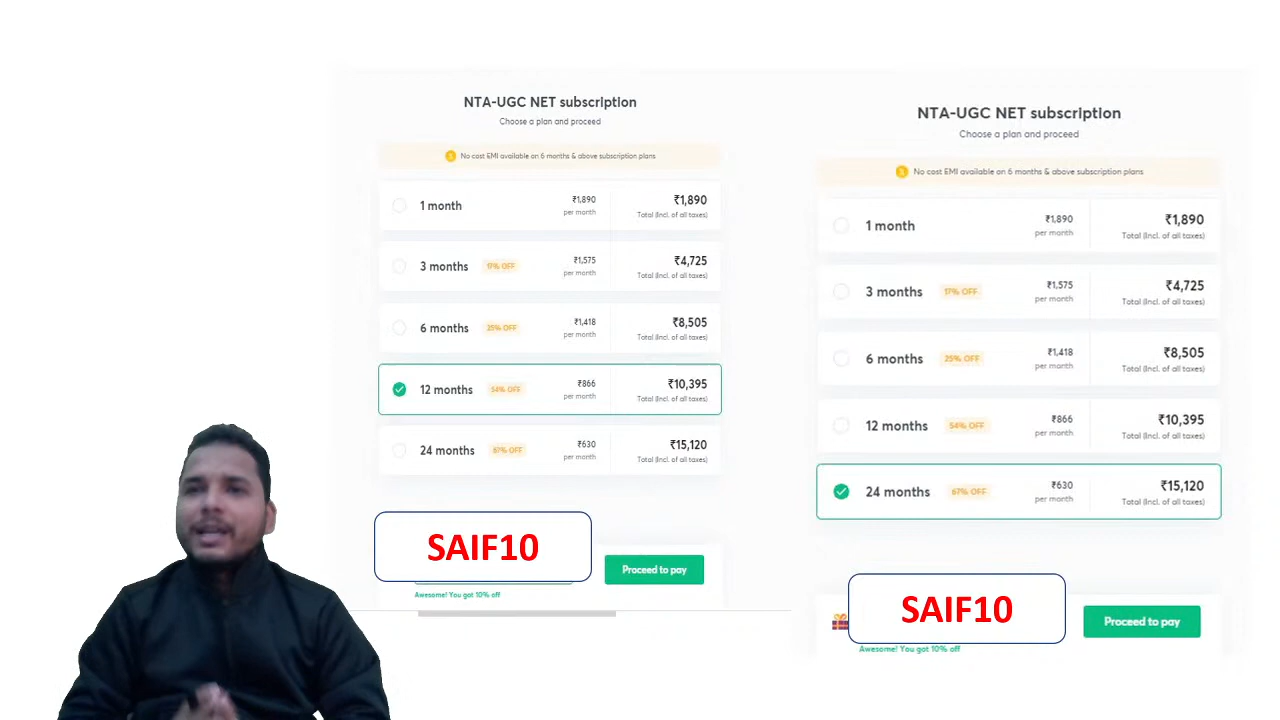 NTA-UGC NET subscription
Choose a plan and proceed
No cost EMI available on 6 months & above subscription plans
1 month
₹1,890
per month
₹1,890
Total (Incl. of all taxes)
3 months
17% OFF
₹1,575
per month
₹4,725
Total (Incl. of all taxes)
6 months
25% OFF
₹1,418
per month
₹8,505
Total (Incl. of all taxes)
12 months
54% OFF
₹866
per month
₹10,395
Total (Incl. of all taxes)
24 months
67% OFF
₹630
per month
₹15,120
Total (Incl. of all taxes)
SAIF10
Proceed to pay
Awesome! You got 10% off
NTA-UGC NET subscription
Choose a plan and proceed
No cost EMI available on 6 months & above subscription plans
1 month
₹1,890
per month
₹1,890
Total (Incl. of all taxes)
3 months
17% OFF
₹1,575
per month
₹4,725
Total (Incl. of all taxes)
6 months
25% OFF
₹1,418
per month
₹8,505
Total (Incl. of all taxes)
12 months
54% OFF
₹866
per month
₹10,395
Total (Incl. of all taxes)
24 months
67% OFF
₹630
per month
₹15,120
Total (Incl. of all taxes)
SAIF10
Proceed to pay
Awesome! You got 10% off